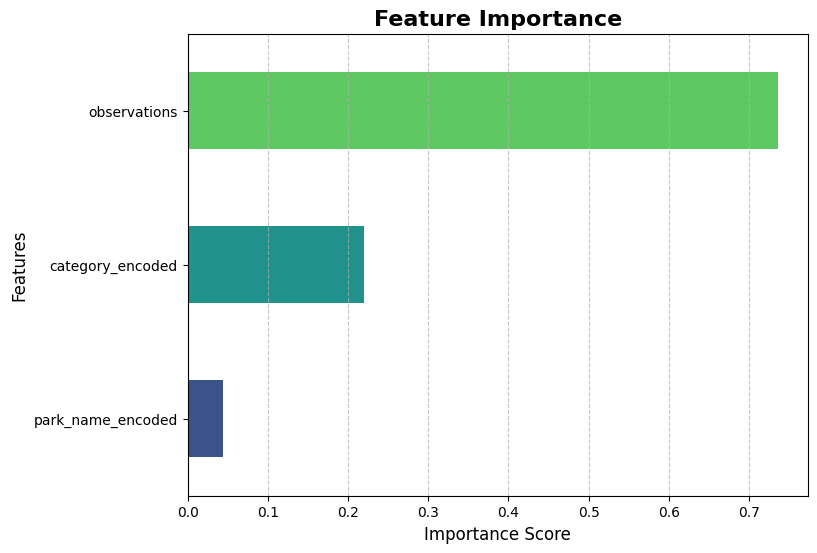 Feature Importance
observations
category_encoded
park_name_encoded
Features
0.0 0.1 0.2 0.3 0.4 0.5 0.6 0.7
Importance Score